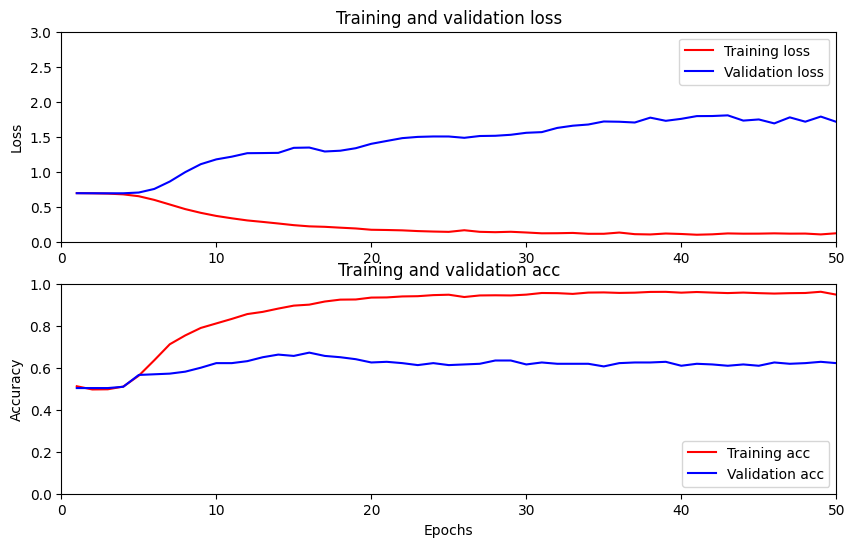 Training and validation loss
3.0
2.5
2.0
1.5
1.0
0.5
0.0
Loss
Training loss
Validation loss
0 10 20 30 40 50
Training and validation acc
1.0
0.8
0.6
0.4
0.2
0.0
Accuracy
Training acc
Validation acc
0 10 20 30 40 50
Epochs